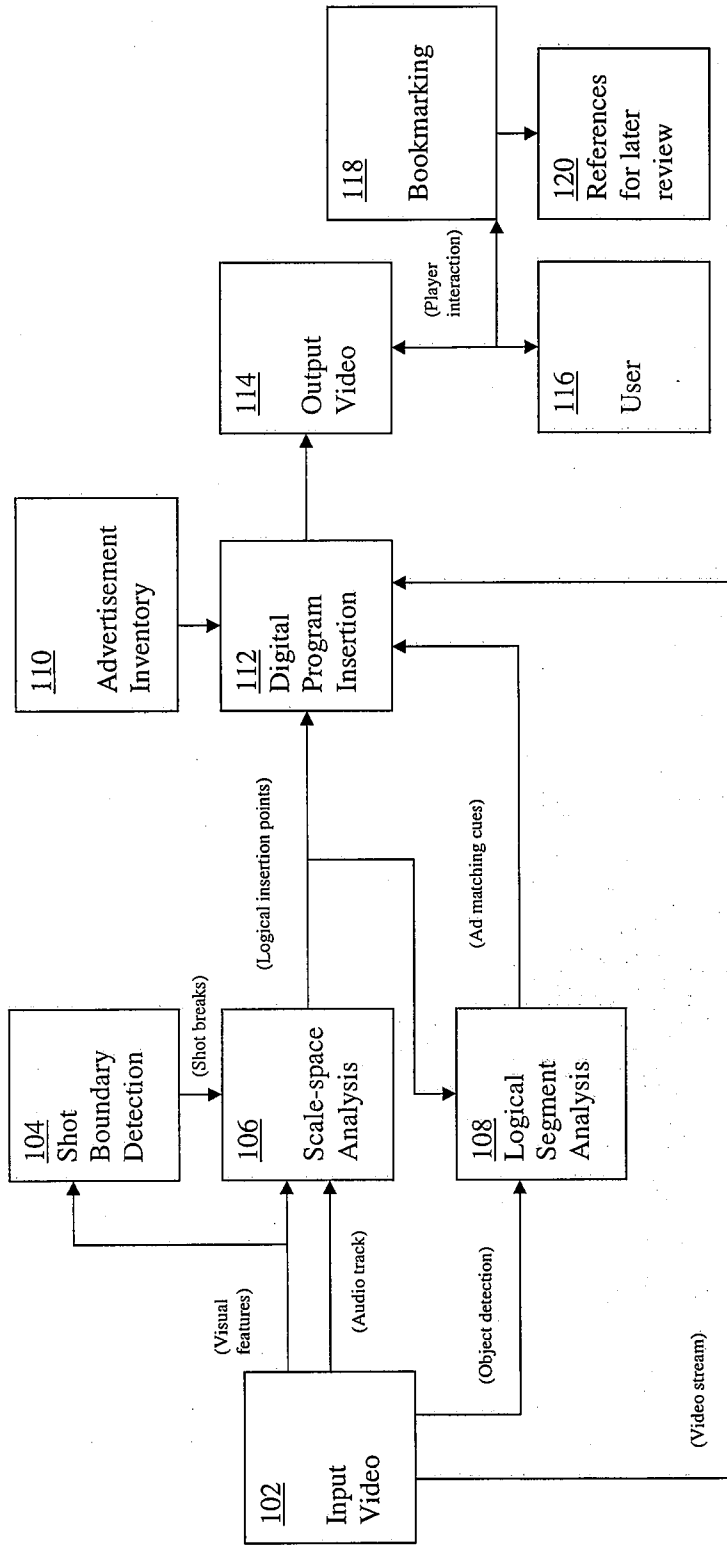 102
Input
Video
(Visual
features)
(Audio track)
(Object detection)
(Video stream)
104
Shot
Boundary
Detection
(Shot breaks)
106
Scale-space
Analysis
108
Logical
Segment
Analysis
(Logical insertion points)
(Ad matching cues)
110
Advertisement
Inventory
112
Digital
Program
Insertion
114
Output
Video
(Player
interaction)
116
User
118
Bookmarking
120
References
for later
review